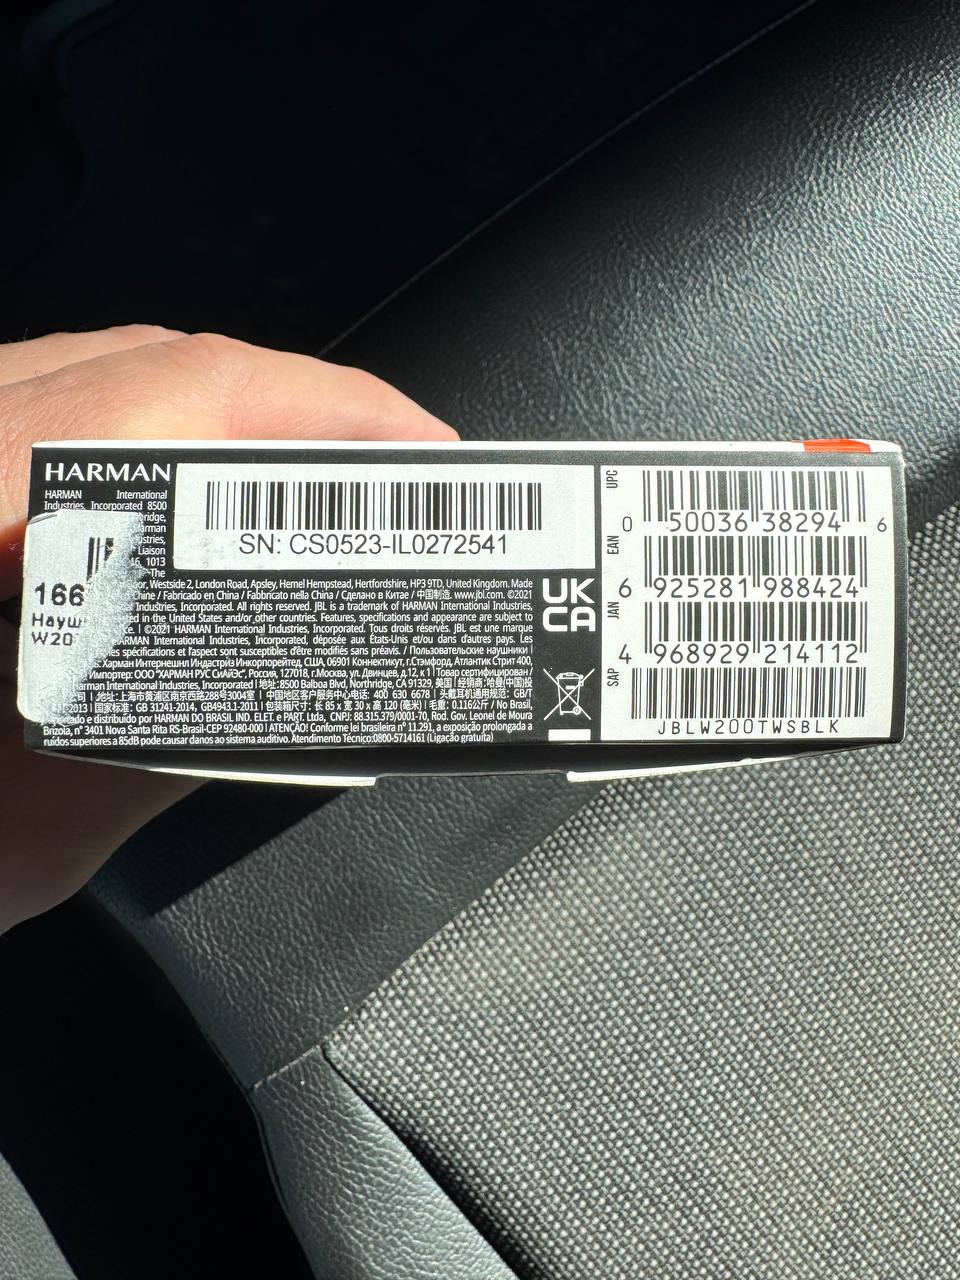 HARMAN
HARMAN International
Industries, Incorporated 8500
SN: CS0523-IL0272541
166
W20
Westside 2, London Road, Apsley, Hemel Hempstead, Hertfordshire, HP3 9TD, United Kingdom. Made
China / Fabricado en China / Fabbricato nella China / Сделано в Китае / 中国制造. www.jbl.com. ©2021
Industries, Incorporated. All rights reserved. JBL is a trademark of HARMAN International Industries,
in the United States and/or other countries. Features, specifications and appearance are subject to
©2021 HARMAN International Industries, Incorporated. Tous droits réservés. JBL est une marque
HARMAN International Industries, Incorporated, déposée aux États-Unis et/ou dans d'autres pays. Les
spécifications et l'aspect sont susceptibles d'être modifiés sans préavis. / Пользовательские наушники |
Харман Интернешнл Индастриз Инкорпорейтед, США, 06901 Коннектикут, г.Стэмфорд, Атлантик Стрит 400,
Импортер: ООО "ХАРМАН РУС СиАйЭс", Россия, 127018, г.Москва, ул. Двинцев, д.12, к 1 | Товар сертифицирован /
Harman International Industries, Incorporated | 地址: 8500 Balboa Blvd, Northridge, CA 91329, 美国 | 经销商: 哈曼(中国)投
地址: 上海市黄浦区南京西路288号3004室 | 中国地区客户服务中心电话: 400 630 6678 | 头戴耳机通用规范: GB/T
2013 | 国家标准: GB 31241-2014, GB4943.1-2011 | 包装箱尺寸: 长 85 x 宽 30 x 高 120 (毫米) | 毛重: 0.116公斤 / No Brasil,
e distribuido por HARMAN DO BRASIL IND. ELET. e PART. Ltda, CNPJ: 88.315.379/0001-70, Rod. Gov. Leonel de Moura
Brizola, n° 3401 Nova Santa Rita RS-Brasil-CEP 92480-000 | ATENÇÃO! Conforme lei brasileira n° 11.291, a exposição prolongada a
ruídos superiores a 85dB pode causar danos ao sistema auditivo. Atendimento Técnico:0800-5714161 (Ligação gratuita)
UK
CA
UPC
0 50036 38294 6
EAN
6 925281 988424
JAN
4 968929 214112
SAP
JBLW200TWSBLK